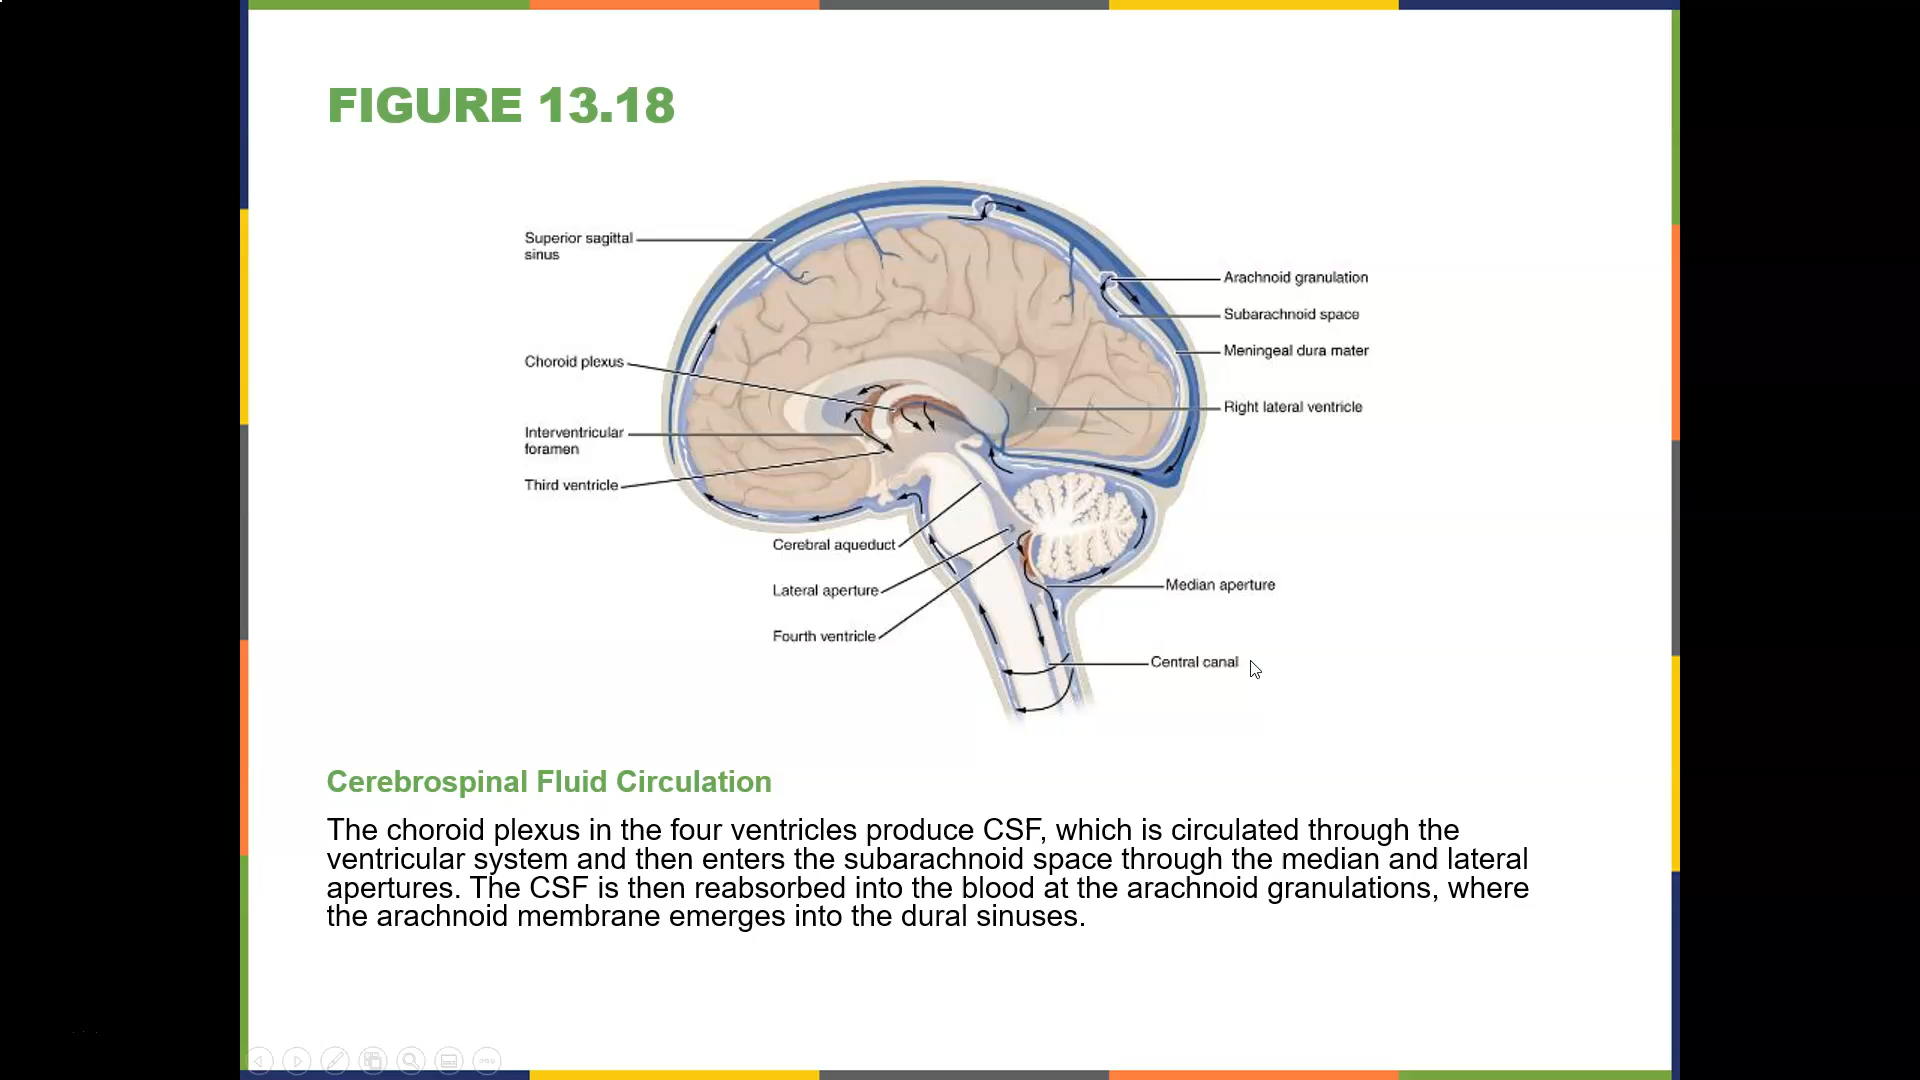 FIGURE 13.18
Superior sagittal
sinus
Choroid plexus
Interventricular
foramen
Third ventricle
Cerebral aqueduct
Lateral aperture
Fourth ventricle
Arachnoid granulation
Subarachnoid space
Meningeal dura mater
Right lateral ventricle
Median aperture
Central canal
Cerebrospinal Fluid Circulation
The choroid plexus in the four ventricles produce CSF, which is circulated through the
ventricular system and then enters the subarachnoid space through the median and lateral
apertures. The CSF is then reabsorbed into the blood at the arachnoid granulations, where
the arachnoid membrane emerges into the dural sinuses.